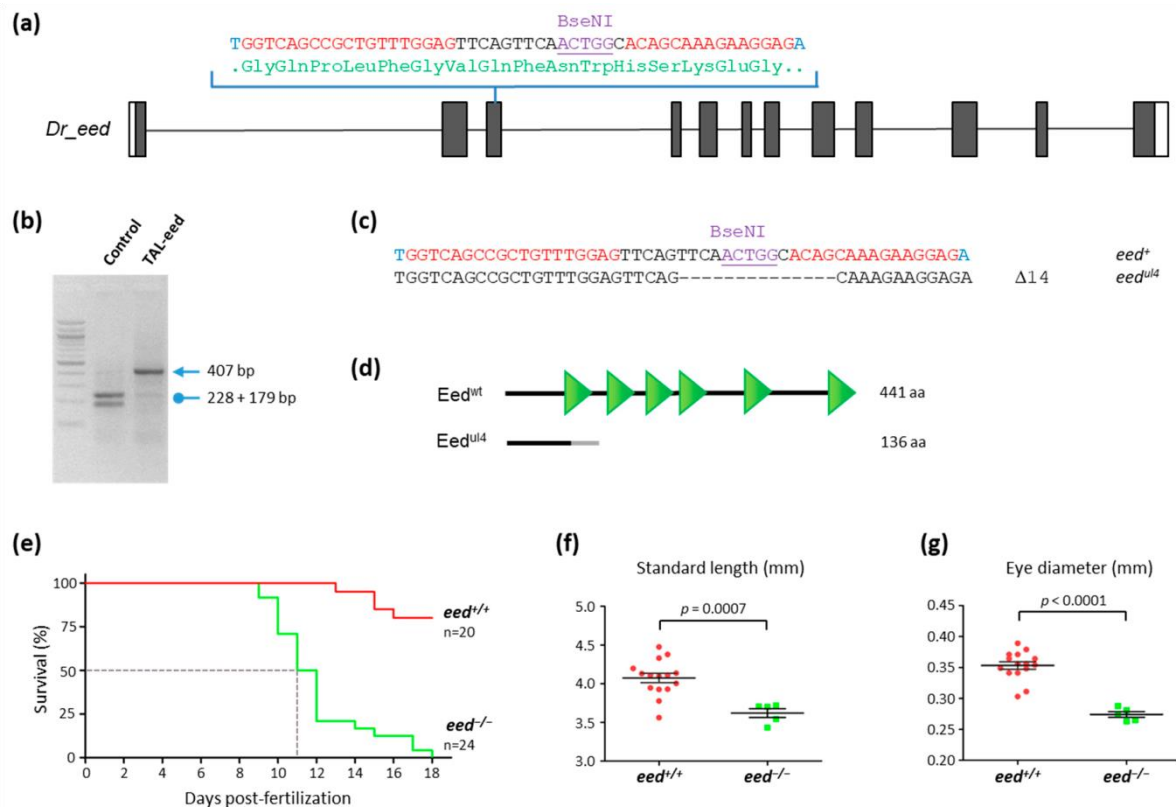 (a)
BseNI
TGGTCAGCCGCTGTTTGGAGTTCAGTTCAACTGGCACAGCAAAGAAGGAGA
.GlyGlnProLeuPheGlyValGlnPheAsnTrpHisSerLysGluGly..
Dr_eed
(b)
Control
TAL-eed
407 bp
228 + 179 bp
(c)
BseNI
TGGTCAGCCGCTGTTTGGAGTTCAGTTCAACTGGCACAGCAAAGAAGGAGA eed+
TGGTCAGCCGCTGTTTGGAGTTCAG--------------CAAAGAAGGAGA Δ14 eedul4
(d)
Eedwt 441 aa
Eedul4 136 aa
(e)
Survival (%)
100
75
50
25
0
0 2 4 6 8 10 12 14 16 18
Days post-fertilization
eed+/+
n=20
eed−/−
n=24
(f)
Standard length (mm)
p = 0.0007
5.0
4.5
4.0
3.5
3.0
eed+/+ eed−/−
(g)
Eye diameter (mm)
p < 0.0001
0.45
0.40
0.35
0.30
0.25
0.20
eed+/+ eed−/−